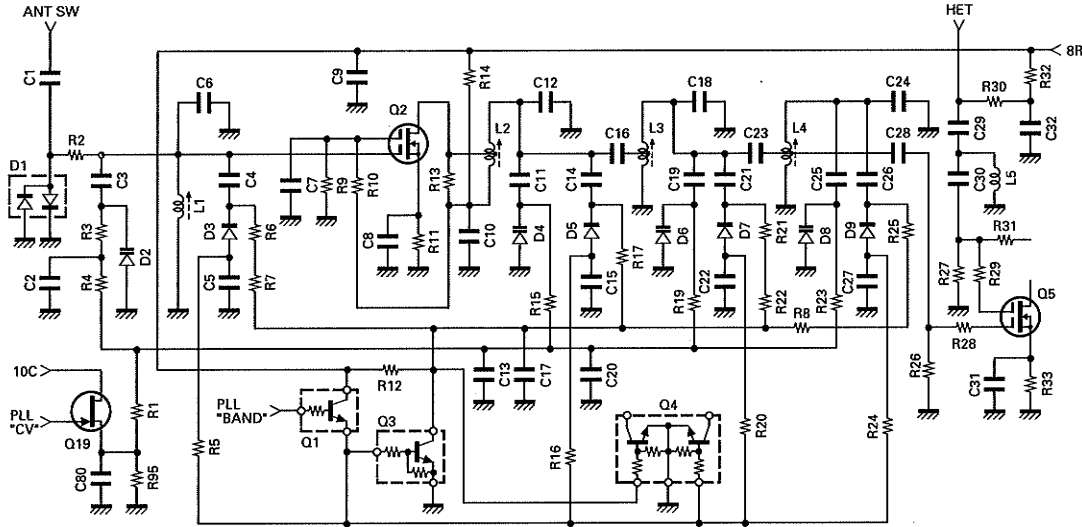 ANT SW
HET
8R
C1
C6
C9
R14
C12
C18
C24
R30
R32
Q2
L2
C16
L3
C23
L4
C28
C29
C32
R2
D1
C3
C4
C7
R9
R10
R13
C11
C14
C19
C21
C25
C26
C30
L5
L1
R3
D2
D3
R6
C8
R11
C10
D4
D5
R17
D6
D7
R21
D8
D9
R25
R31
C2
R4
C5
R7
C15
R15
R19
C22
R22
R23
C27
R27
R29
Q5
R8
R28
10C
R12
C13
C17
C20
R26
C31
R33
PLL
"CV"
Q19
R1
R5
PLL
"BAND"
Q1
Q3
R16
Q4
R20
R24
C80
R95